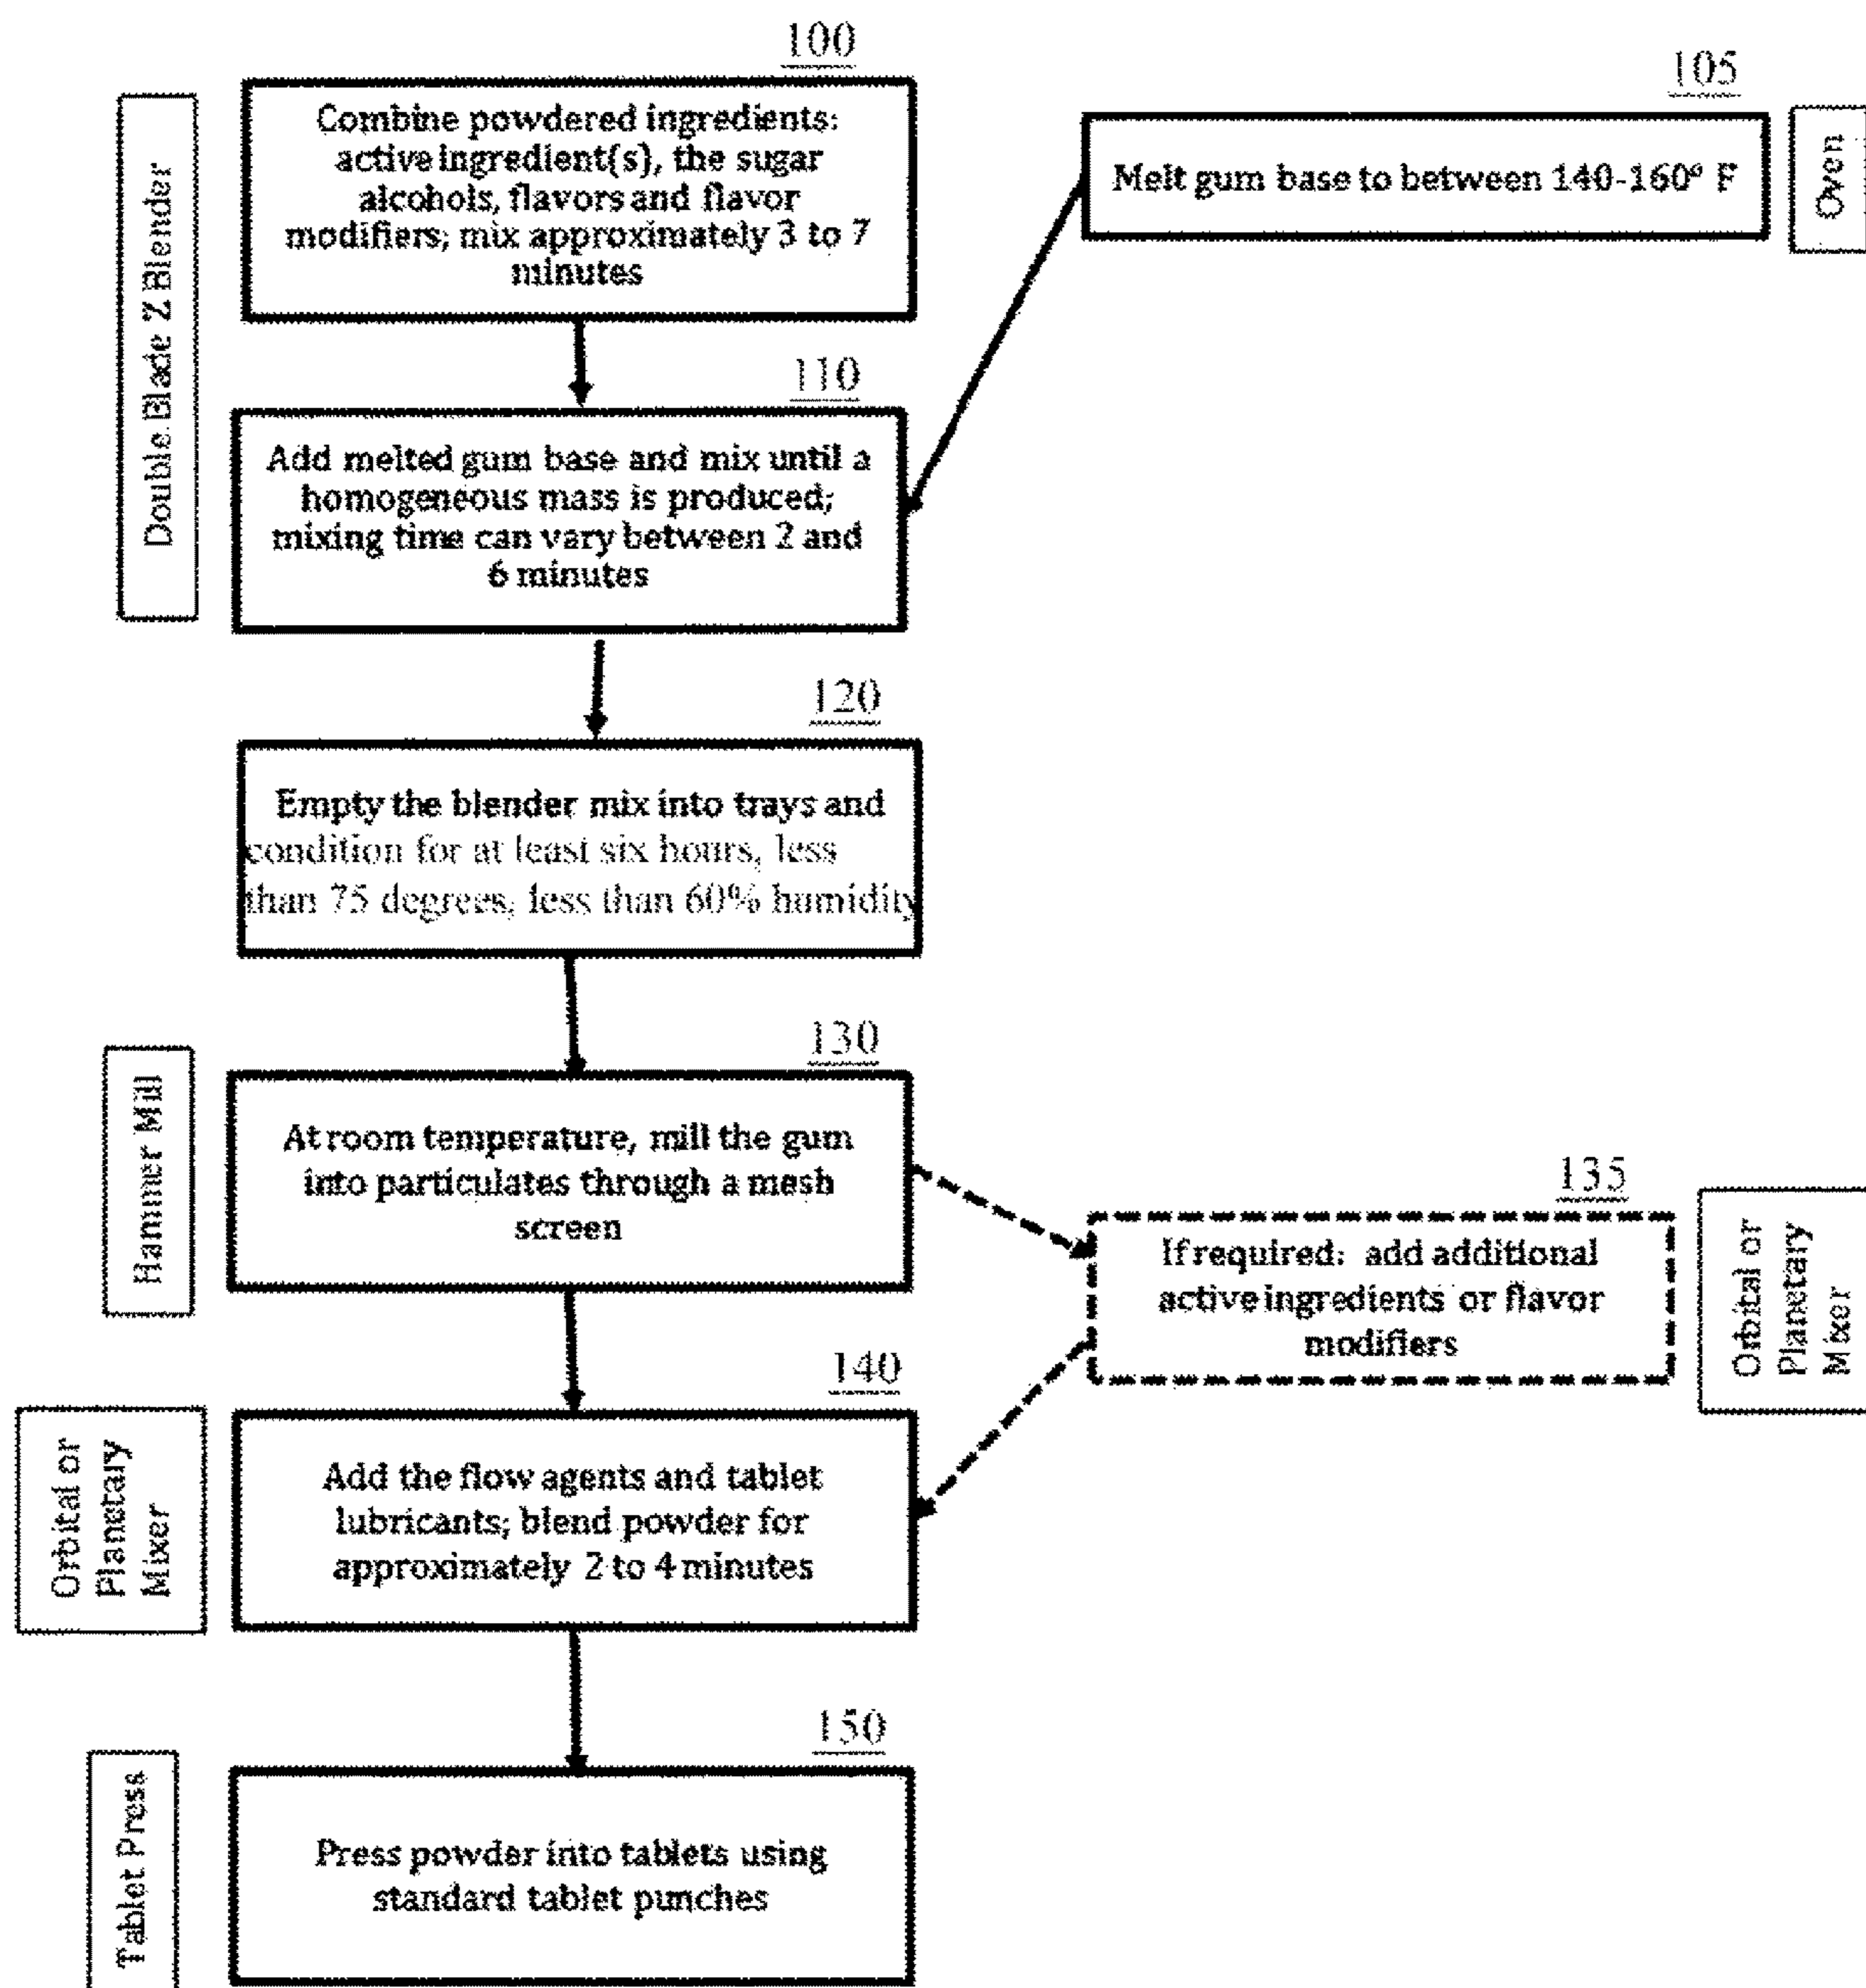 100
Combine powdered ingredients:
active ingredient(s), the sugar
alcohols, flavors and flavor
modifiers; mix approximately 3 to 7
minutes
Double Blade Z Blender
105
Melt gum base to between 140-160° F
Oven
110
Add melted gum base and mix until a
homogeneous mass is produced;
mixing time can vary between 2 and
6 minutes
120
Empty the blender mix into trays and
condition for at least six hours, less
than 75 degrees, less than 60% humidity
130
Hammer Mill
At room temperature, mill the gum
into particulates through a mesh
screen
135
If required: add additional
active ingredients or flavor
modifiers
Orbital or
Planetary
Mixer
140
Orbital or
Planetary
Mixer
Add the flow agents and tablet
lubricants; blend powder for
approximately 2 to 4 minutes
150
Tablet Press
Press powder into tablets using
standard tablet punches